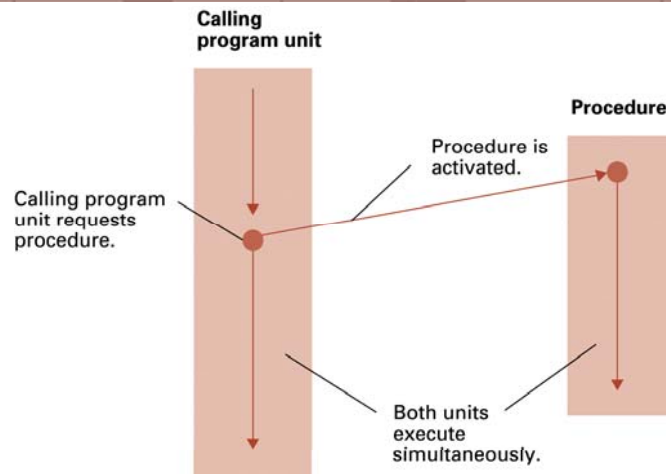 Calling
program unit
Procedure
Procedure is
activated.
Calling program
unit requests
procedure.
Both units
execute
simultaneously.